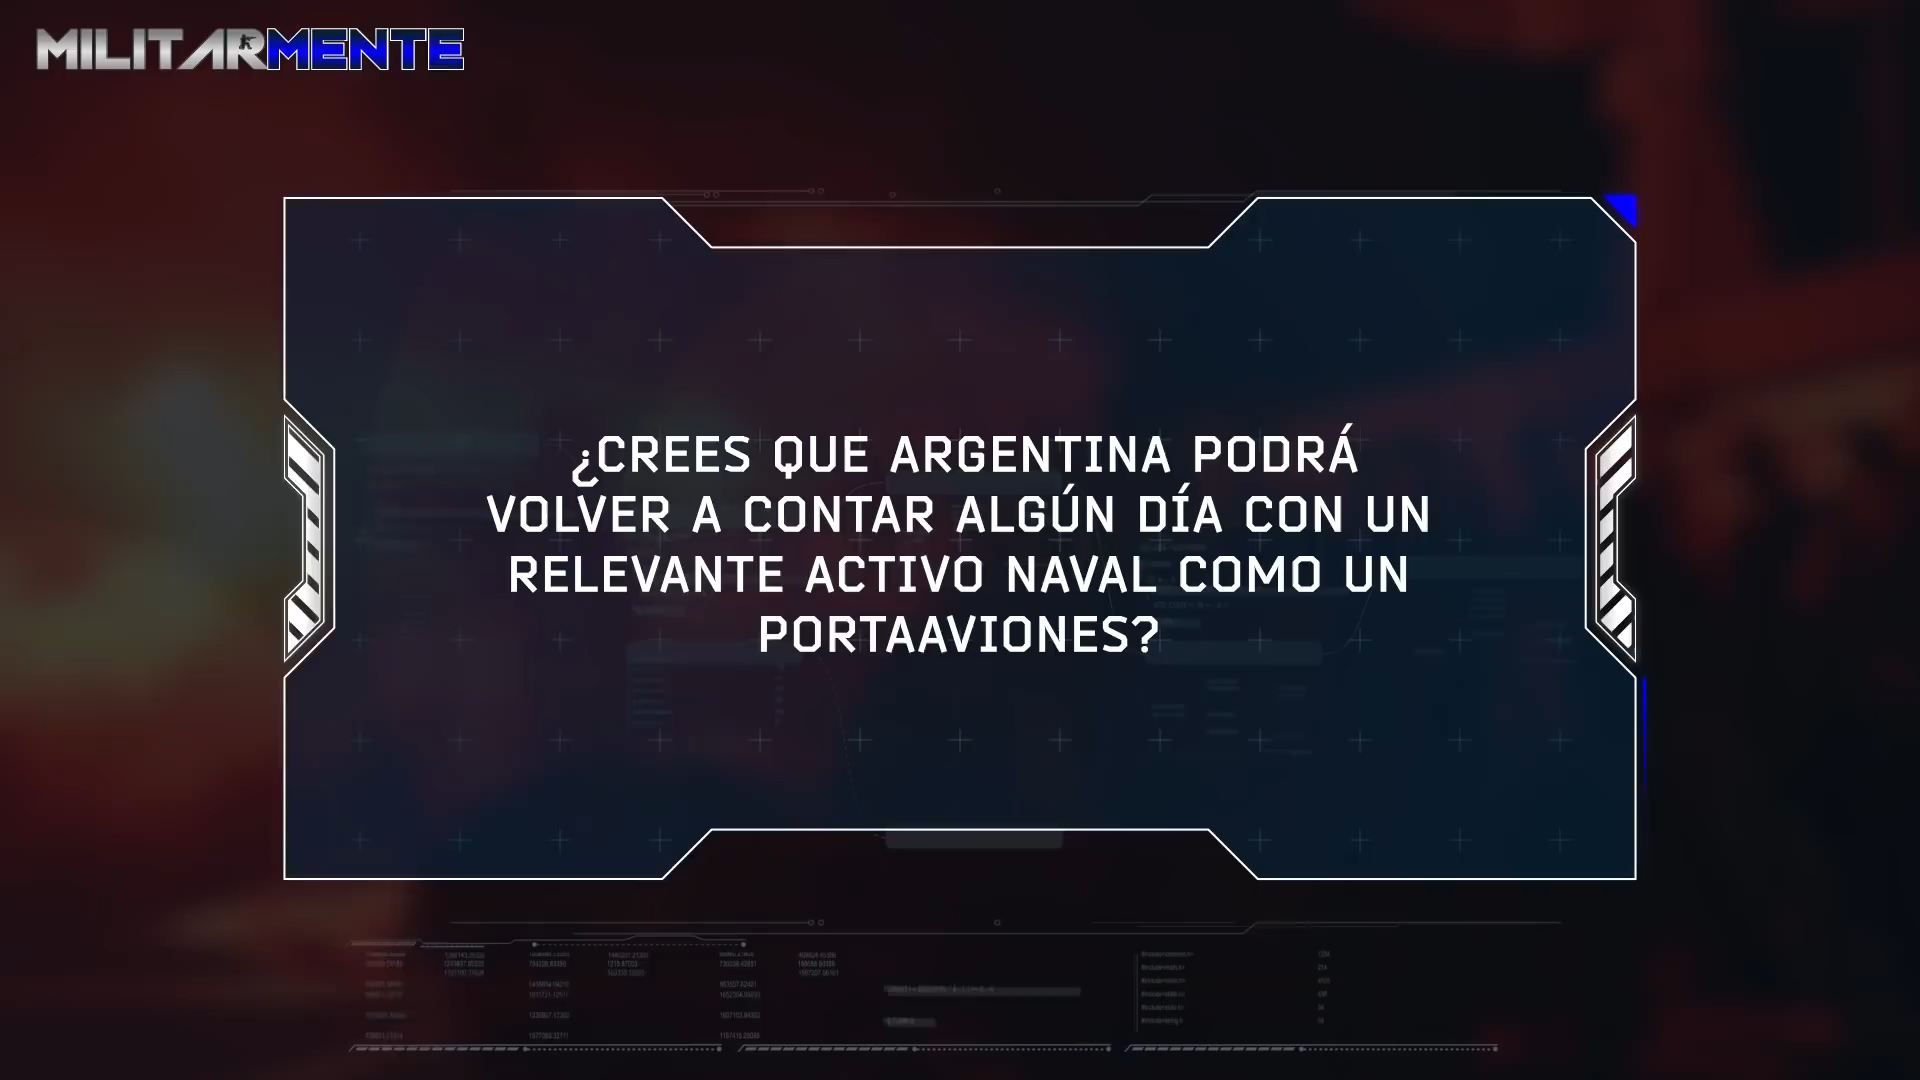 MILITARMENTE
¿CREES QUE ARGENTINA PODRÁ
VOLVER A CONTAR ALGÚN DÍA CON UN
RELEVANTE ACTIVO NAVAL COMO UN
PORTAAVIONES?